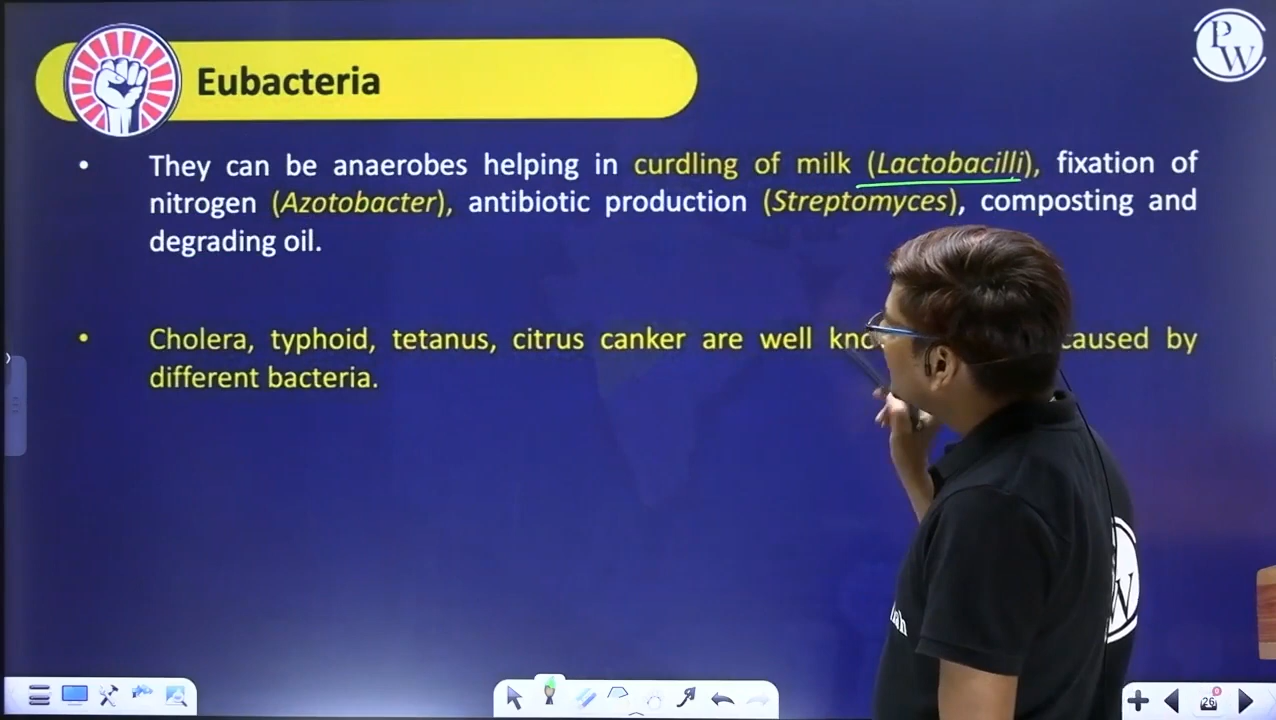 Eubacteria
P
W
• They can be anaerobes helping in curdling of milk (Lactobacilli), fixation of
nitrogen (Azotobacter), antibiotic production (Streptomyces), composting and
degrading oil.
• Cholera, typhoid, tetanus, citrus canker are well caused by
different bacteria.
W
26